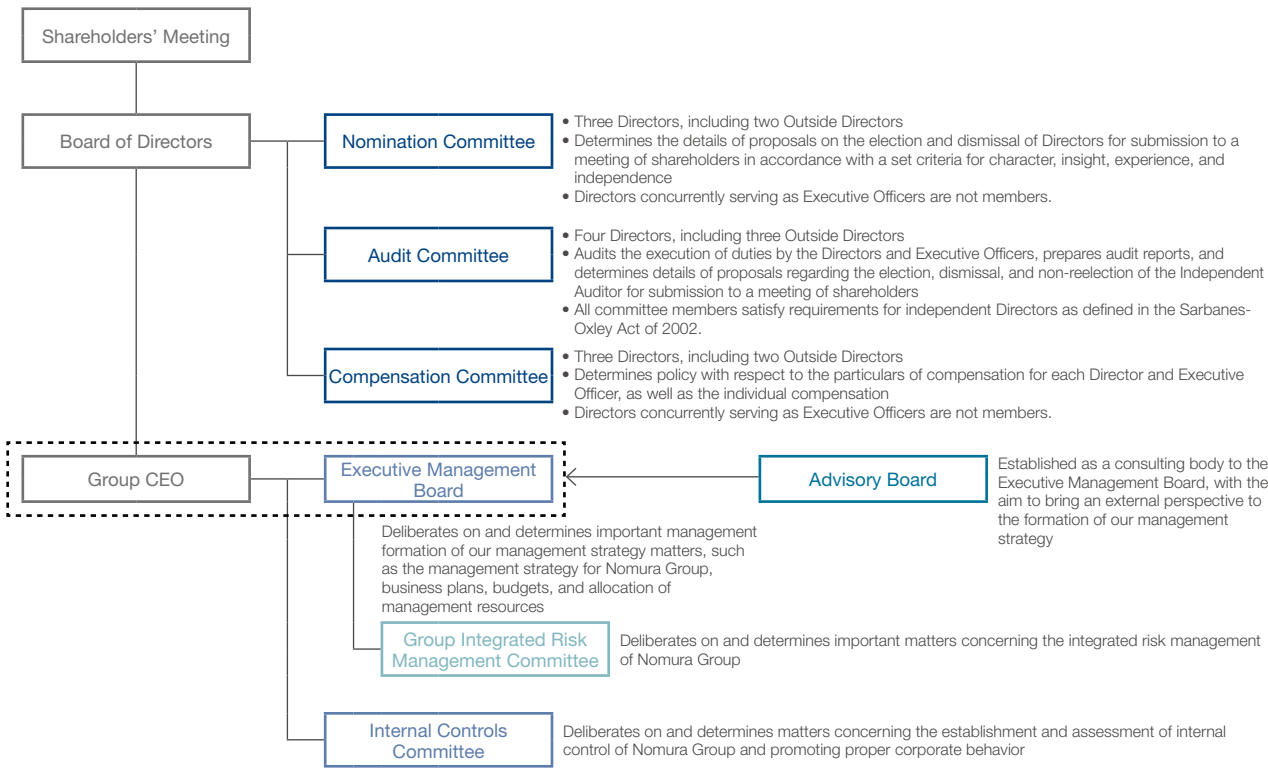 Shareholders’ Meeting
Board of Directors
Nomination Committee
• Three Directors, including two Outside Directors
• Determines the details of proposals on the election and dismissal of Directors for submission to a
meeting of shareholders in accordance with a set criteria for character, insight, experience, and
independence
• Directors concurrently serving as Executive Officers are not members.
Audit Committee
• Four Directors, including three Outside Directors
• Audits the execution of duties by the Directors and Executive Officers, prepares audit reports, and
determines details of proposals regarding the election, dismissal, and non-reelection of the Independent
Auditor for submission to a meeting of shareholders
• All committee members satisfy requirements for independent Directors as defined in the Sarbanes-
Oxley Act of 2002.
Compensation Committee
• Three Directors, including two Outside Directors
• Determines policy with respect to the particulars of compensation for each Director and Executive
Officer, as well as the individual compensation
• Directors concurrently serving as Executive Officers are not members.
Group CEO
Executive Management
Board
Advisory Board
Established as a consulting body to the
Executive Management Board, with the
aim to bring an external perspective to
the formation of our management
strategy
Deliberates on and determines important management
formation of our management strategy matters, such
as the management strategy for Nomura Group,
business plans, budgets, and allocation of
management resources
Group Integrated Risk
Management Committee
Deliberates on and determines important matters concerning the integrated risk management
of Nomura Group
Internal Controls
Committee
Deliberates on and determines matters concerning the establishment and assessment of internal
control of Nomura Group and promoting proper corporate behavior